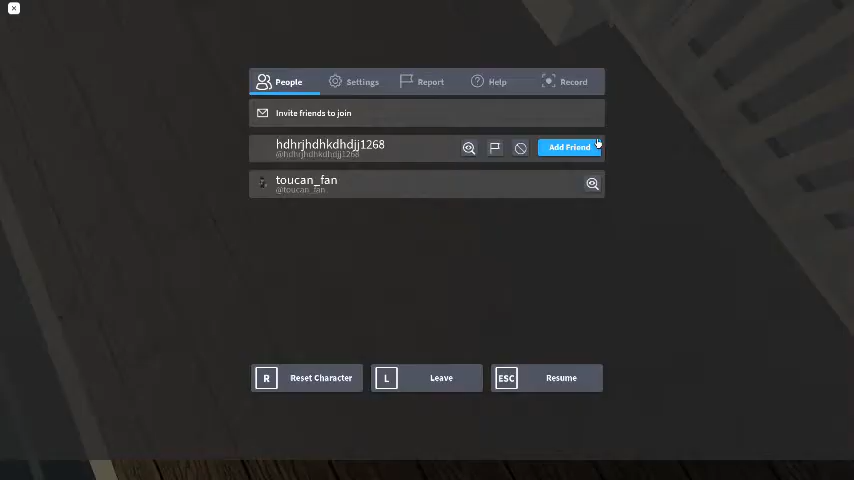 People Settings Report Help Record
Invite friends to join
hdhrjhdhkdhdjj1268
@hdhrjhdhkdhdjj1268
Add Friend
toucan_fan
@toucan_fan
R Reset Character L Leave ESC Resume